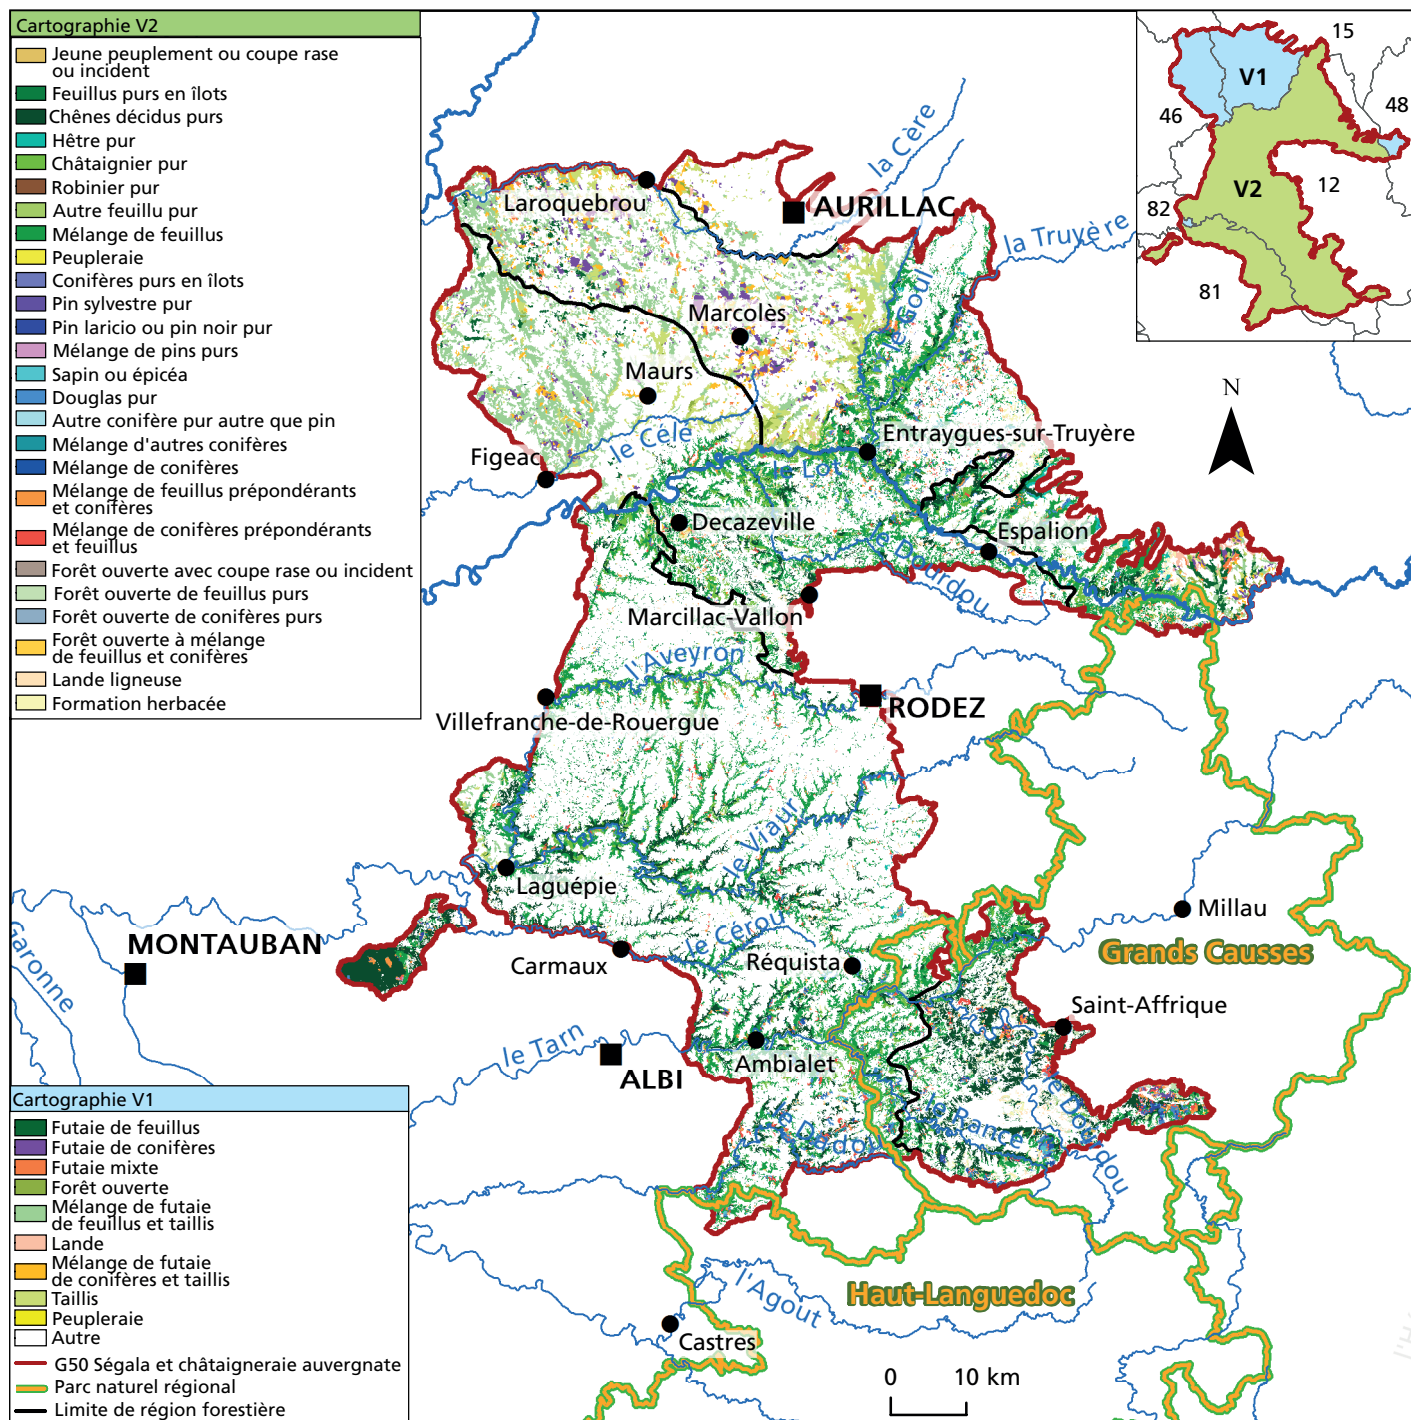 Cartographie V2
Jeune peuplement ou coupe rase
ou incident
Feuillus purs en îlots
Chênes décidus purs
Hêtre pur
Châtaignier pur
Robinier pur
Autre feuillu pur
Mélange de feuillus
Peupleraie
Conifères purs en îlots
Pin sylvestre pur
Pin laricio ou pin noir pur
Mélange de pins purs
Sapin ou épicéa
Douglas pur
Autre conifère pur autre que pin
Mélange d'autres conifères
Mélange de conifères
Mélange de feuillus prépondérants
et conifères
Mélange de conifères prépondérants
et feuillus
Forêt ouverte avec coupe rase ou incident
Forêt ouverte de feuillus purs
Forêt ouverte de conifères purs
Forêt ouverte à mélange
de feuillus et conifères
Lande ligneuse
Formation herbacée
15
V1
48
46
12
V2
82
81
N
la Cère
Laroquebrou
AURILLAC
la Truyère
le Goul
Marcolès
Maurs
Entraygues-sur-Truyère
le Célé
Figeac
le Lot
Decazeville
Espalion
le Dourdou
Marcillac-Vallon
l'Aveyron
RODEZ
Villefranche-de-Rouergue
le Viaur
Laguépie
Millau
le Cérou
Garonne
MONTAUBAN
Carmaux
Réquista
Grands Causses
Saint-Affrique
le Tarn
ALBI
Ambialet
le Dourdou
le Rance
le Dadou
l'Agout
Haut-Languedoc
Castres
0 10 km
Cartographie V1
Futaie de feuillus
Futaie de conifères
Futaie mixte
Forêt ouverte
Mélange de futaie
de feuillus et taillis
Lande
Mélange de futaie
de conifères et taillis
Taillis
Peupleraie
Autre
G50 Ségala et châtaigneraie auvergnate
Parc naturel régional
Limite de région forestière